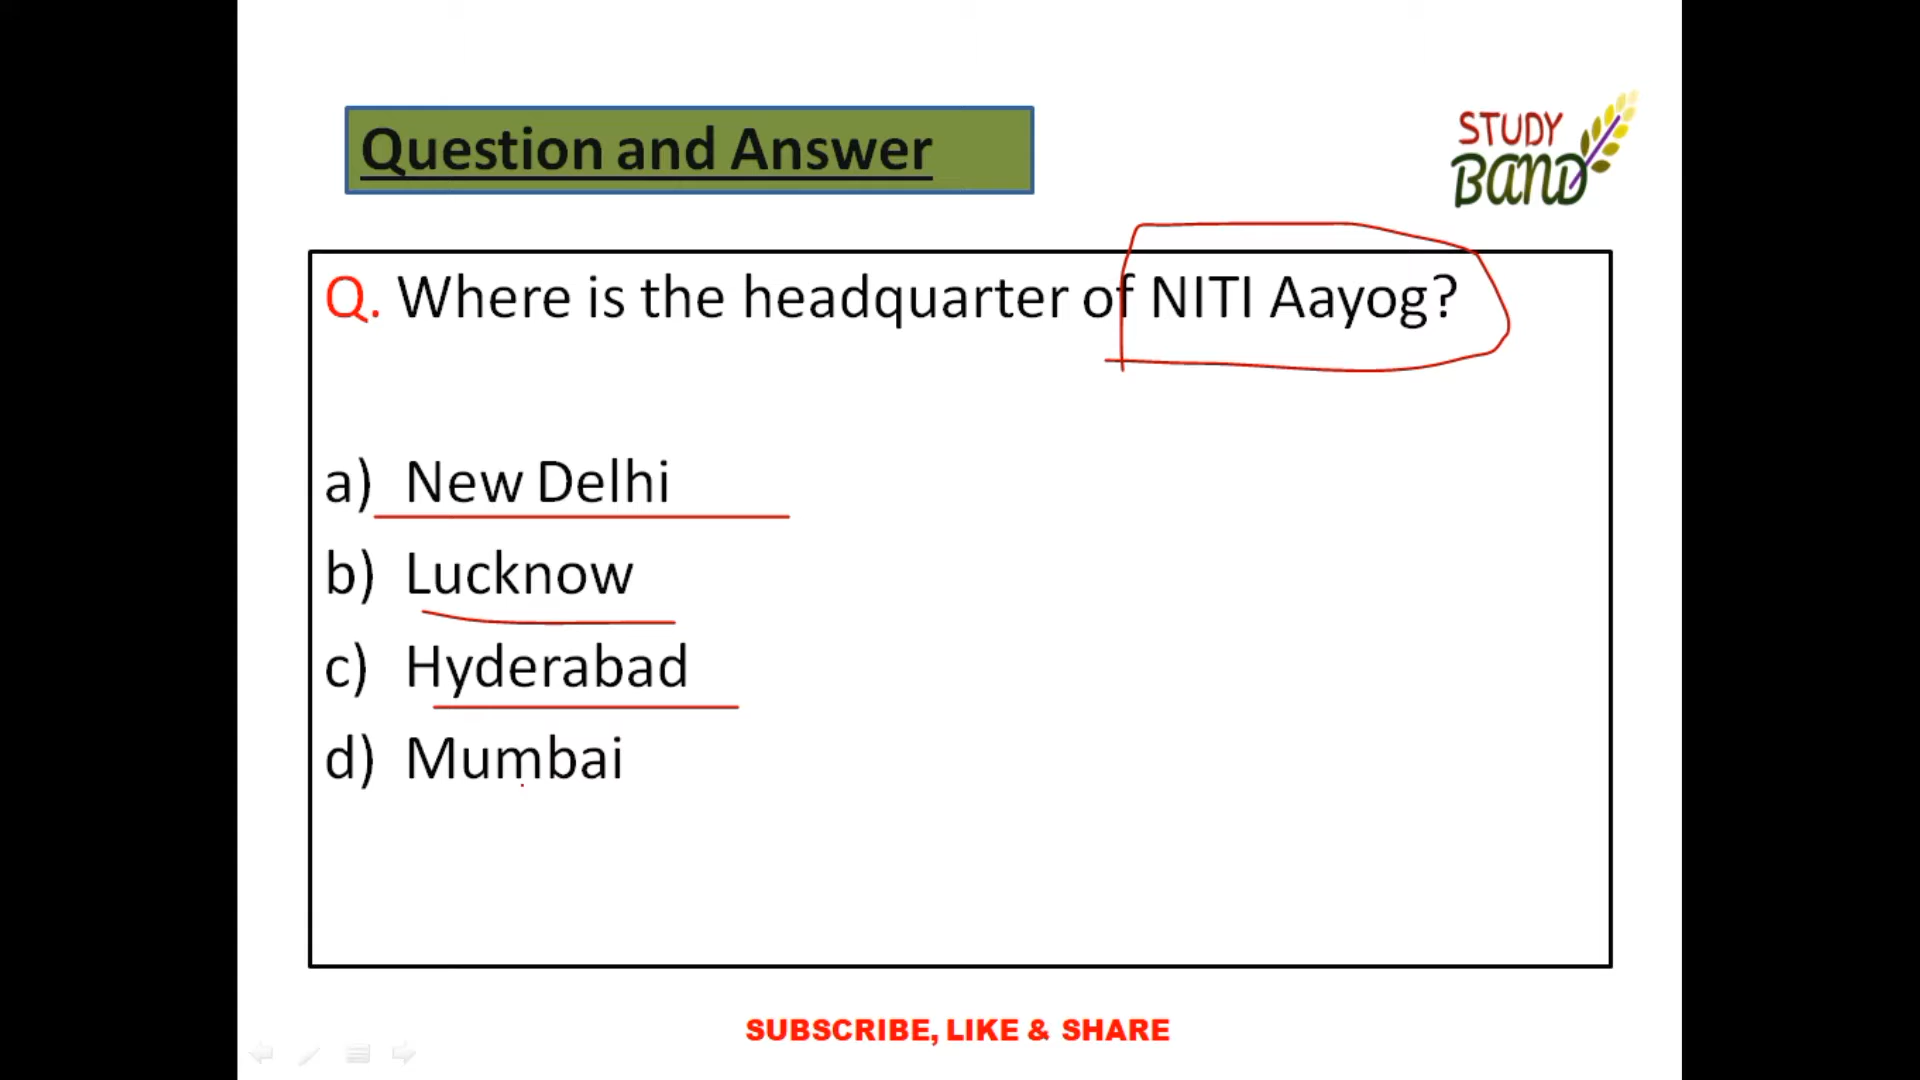 Question and Answer
STUDY
BAND
Q. Where is the headquarter of NITI Aayog?
a) New Delhi
b) Lucknow
c) Hyderabad
d) Mumbai
SUBSCRIBE, LIKE & SHARE